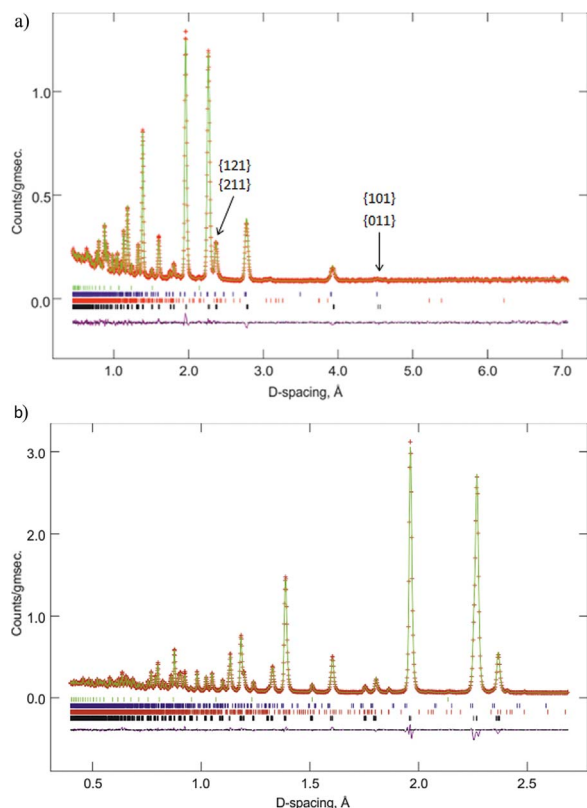 a)
Counts/gmsec.
1.0
0.5
0.0
{121}
{211}
{101}
{011}
1.0 2.0 3.0 4.0 5.0 6.0 7.0
D-spacing, Å
b)
Counts/gmsec.
3.0
2.0
1.0
0.0
0.5 1.0 1.5 2.0 2.5
D-spacing, Å